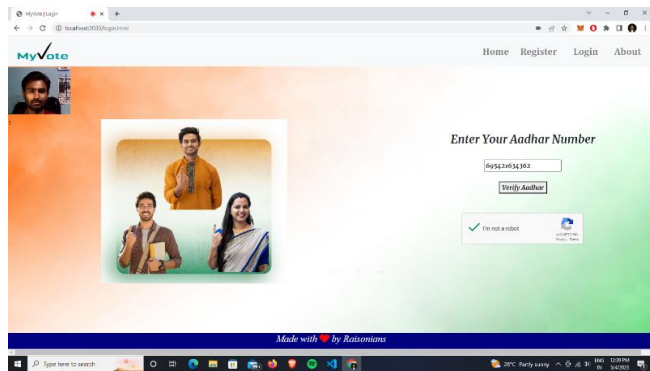 MyVote|Login
localhost:3000/login.html
MyVote
Home Register Login About
Enter Your Aadhar Number
695421634362
Verify Aadhar
I'm not a robot
reCAPTCHA
Privacy - Terms
Made with by Raisonians
Type here to search
28°C Partly sunny
ENG
IN
12:09 PM
5/4/2023